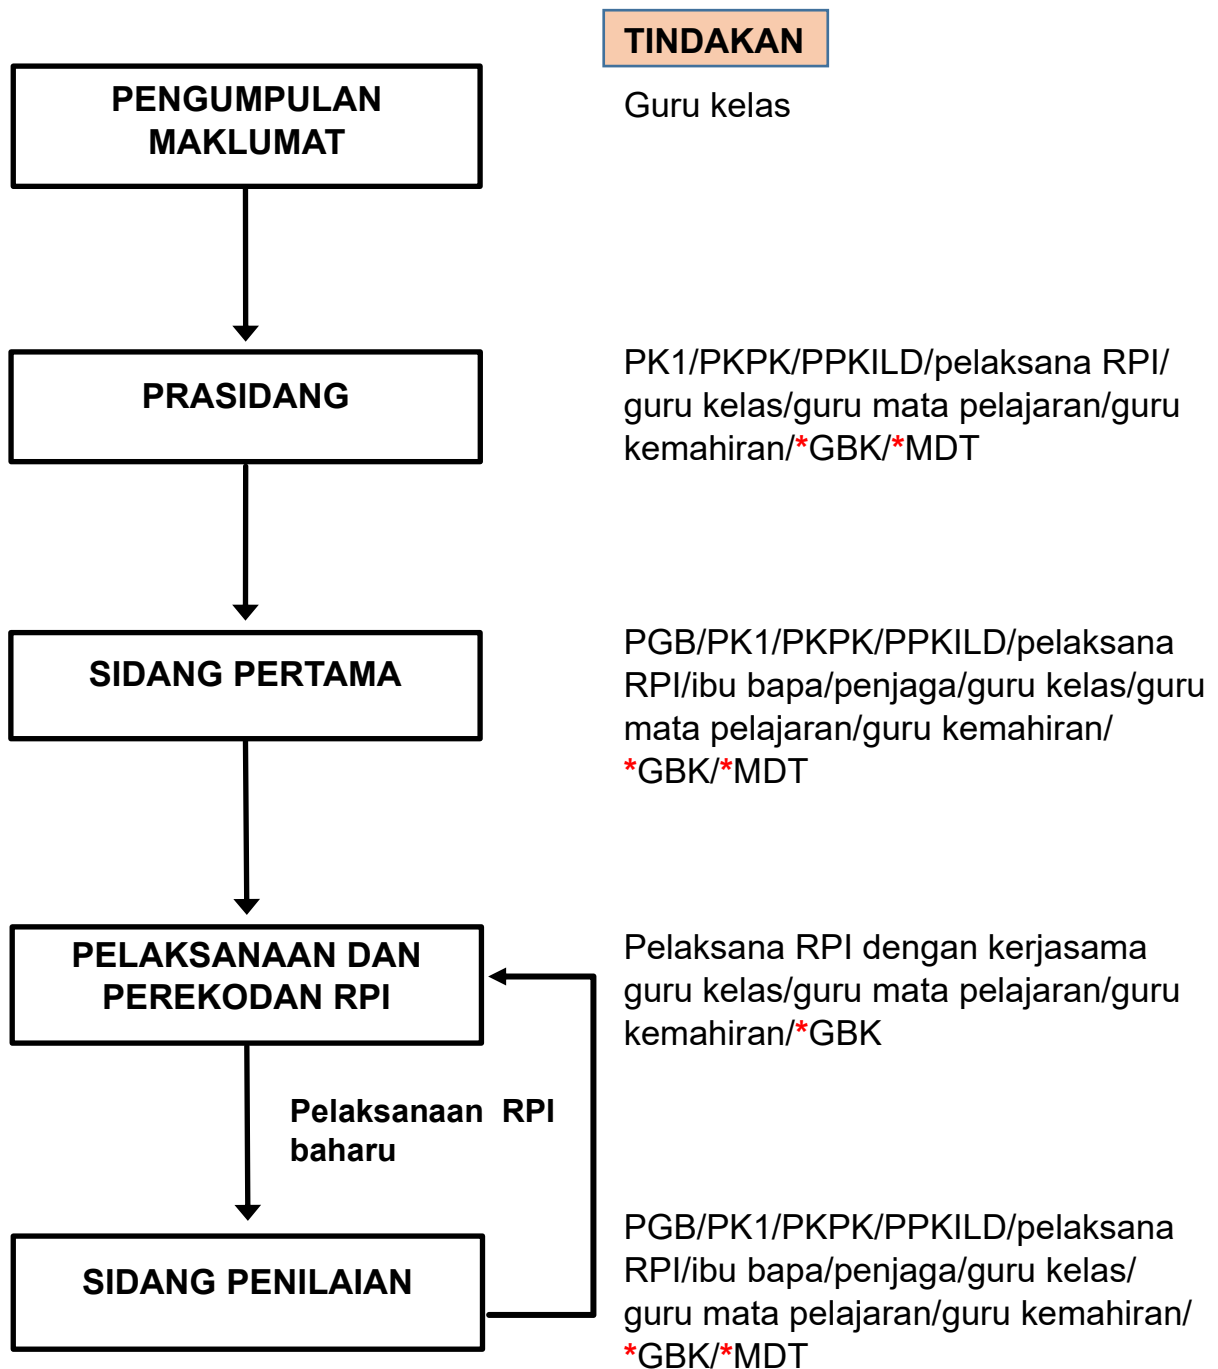 TINDAKAN
PENGUMPULAN
MAKLUMAT
Guru kelas
PRASIDANG
PK1/PKPK/PPKILD/pelaksana RPI/
guru kelas/guru mata pelajaran/guru
kemahiran/*GBK/*MDT
SIDANG PERTAMA
PGB/PK1/PKPK/PPKILD/pelaksana
RPI/ibu bapa/penjaga/guru kelas/guru
mata pelajaran/guru kemahiran/
*GBK/*MDT
PELAKSANAAN DAN
PEREKODAN RPI
Pelaksana RPI dengan kerjasama
guru kelas/guru mata pelajaran/guru
kemahiran/*GBK
Pelaksanaan RPI
baharu
SIDANG PENILAIAN
PGB/PK1/PKPK/PPKILD/pelaksana
RPI/ibu bapa/penjaga/guru kelas/
guru mata pelajaran/guru kemahiran/
*GBK/*MDT